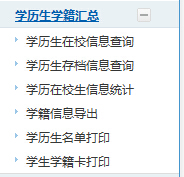 学历生学籍汇总
学历生在校信息查询
学历生存档信息查询
学历在校生信息统计
学籍信息导出
学历生名单打印
学生学籍卡打印